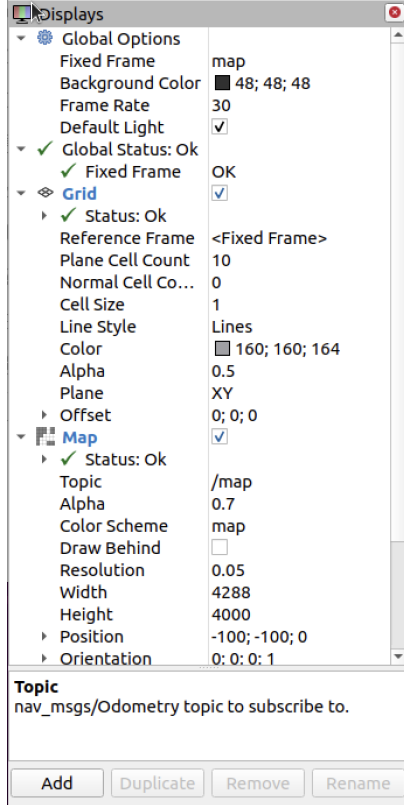 Displays
Global Options
Fixed Frame map
Background Color 48; 48; 48
Frame Rate 30
Default Light
Global Status: Ok
Fixed Frame OK
Grid
Status: Ok
Reference Frame <Fixed Frame>
Plane Cell Count 10
Normal Cell Co... 0
Cell Size 1
Line Style Lines
Color 160; 160; 164
Alpha 0.5
Plane XY
Offset 0; 0; 0
Map
Status: Ok
Topic /map
Alpha 0.7
Color Scheme map
Draw Behind
Resolution 0.05
Width 4288
Height 4000
Position -100; -100; 0
Orientation 0; 0; 0; 1
Topic
nav_msgs/Odometry topic to subscribe to.
Add Duplicate Remove Rename